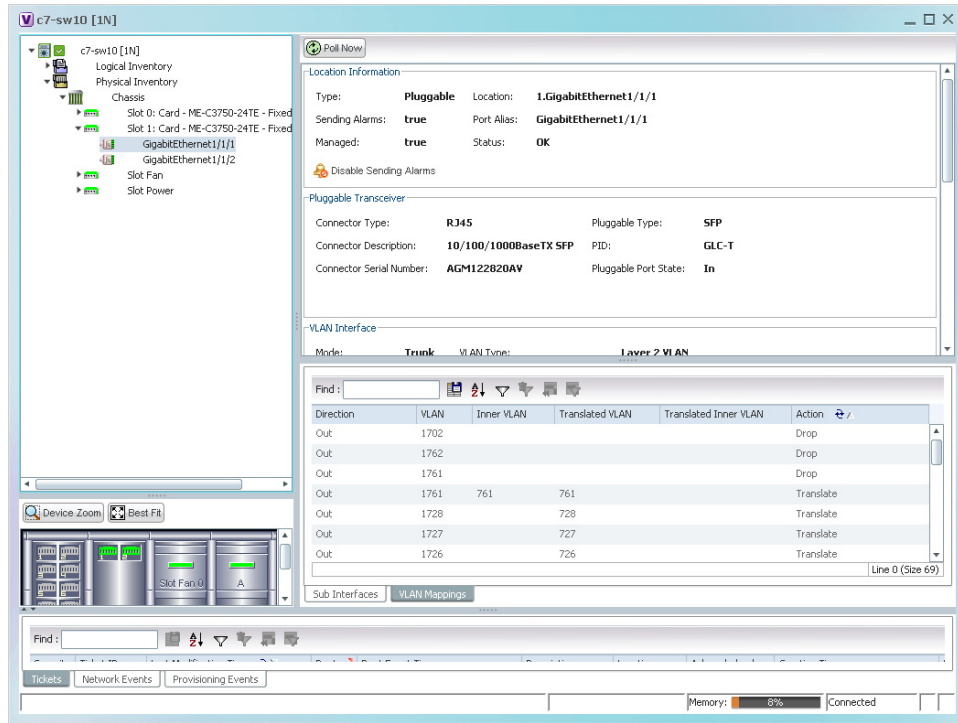 c7-sw10 [1N]
c7-sw10 [1N]
Logical Inventory
Physical Inventory
Chassis
Slot 0: Card - ME-C3750-24TE - Fixed
Slot 1: Card - ME-C3750-24TE - Fixed
GigabitEthernet1/1/1
GigabitEthernet1/1/2
Slot Fan
Slot Power
Poll Now
Location Information
Type: Pluggable Location: 1.GigabitEthernet1/1/1
Sending Alarms: true Port Alias: GigabitEthernet1/1/1
Managed: true Status: OK
Disable Sending Alarms
Pluggable Transceiver
Connector Type: RJ45 Pluggable Type: SFP
Connector Description: 10/100/1000BaseTX SFP PID: GLC-T
Connector Serial Number: AGM122820AV Pluggable Port State: In
VLAN Interface
Mode: Trunk VLAN Type: Layer 2 VLAN
Find :
Direction VLAN Inner VLAN Translated VLAN Translated Inner VLAN Action
Out 1702 Drop
Out 1762 Drop
Out 1761 Drop
Out 1761 761 761 Translate
Out 1728 728 Translate
Out 1727 727 Translate
Out 1726 726 Translate
Line 0 (Size 69)
Sub Interfaces VLAN Mappings
Device Zoom Best Fit
Slot Fan 0 A
Find :
Tickets Network Events Provisioning Events
Memory: 8% Connected